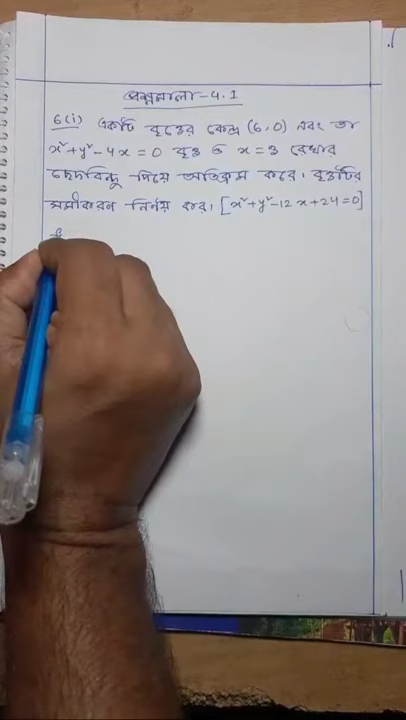 প্রশ্নমালা-4.1
6(i) একটি বৃত্তের কেন্দ্র (6,0) এবং তা
x²+y²-4x=0 বৃত্ত ও x=3 রেখার
ছেদবিন্দু দিয়ে অতিক্রম করে। বৃত্তটির
সমীকরন নির্ণয় কর। [x²+y²-12x+24=0]